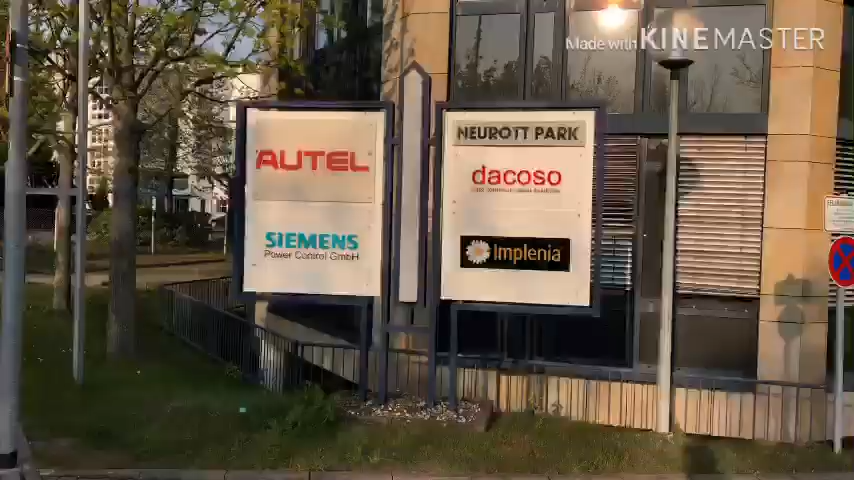 Made with KINEMASTER
AUTEL
SIEMENS
Power Control GmbH
NEUROTT PARK
dacoso
Implenia